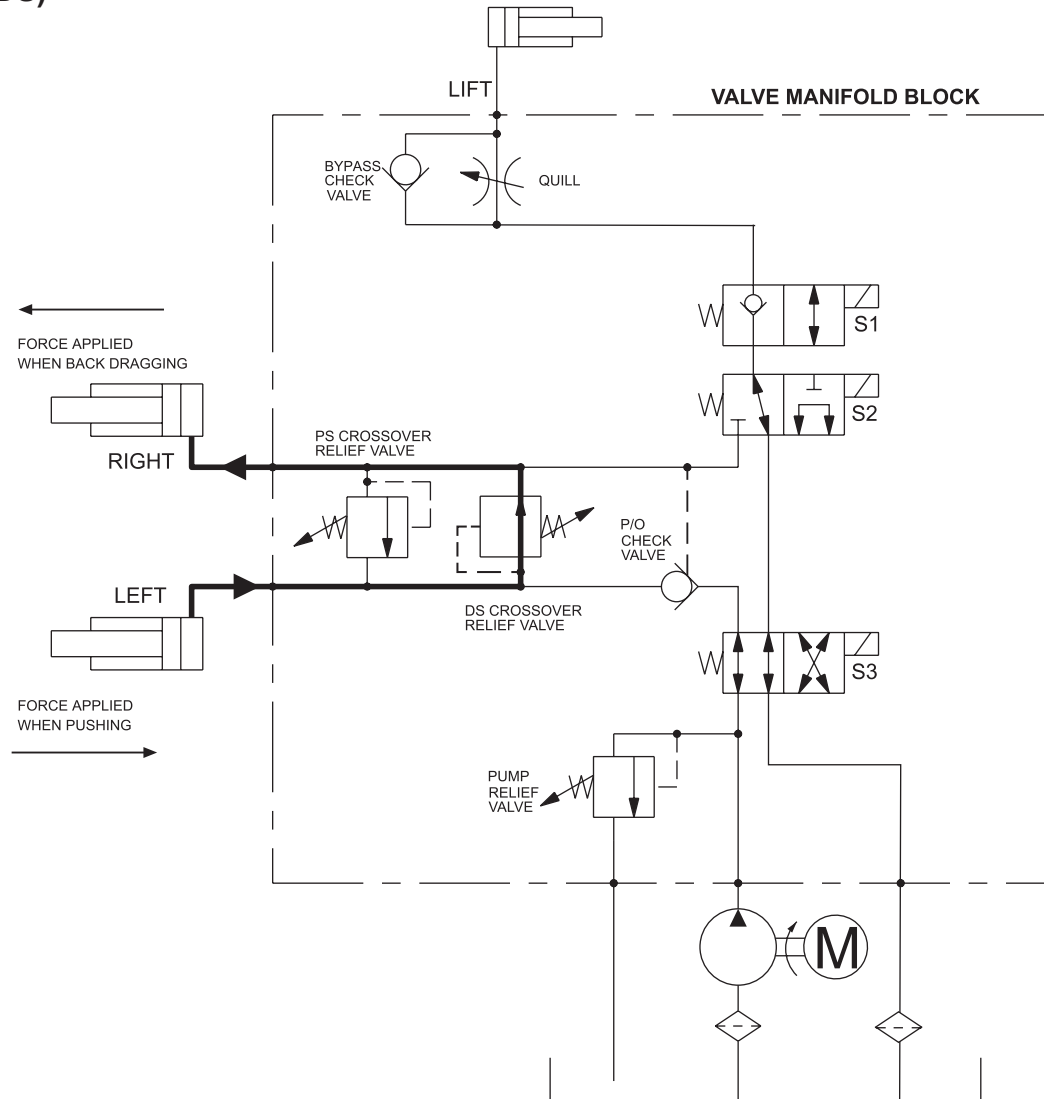 LIFT
VALVE MANIFOLD BLOCK
BYPASS
CHECK
VALVE
QUILL
S1
FORCE APPLIED
WHEN BACK DRAGGING
S2
PS CROSSOVER
RELIEF VALVE
RIGHT
P/O
CHECK
VALVE
LEFT
DS CROSSOVER
RELIEF VALVE
S3
FORCE APPLIED
WHEN PUSHING
PUMP
RELIEF
VALVE
M